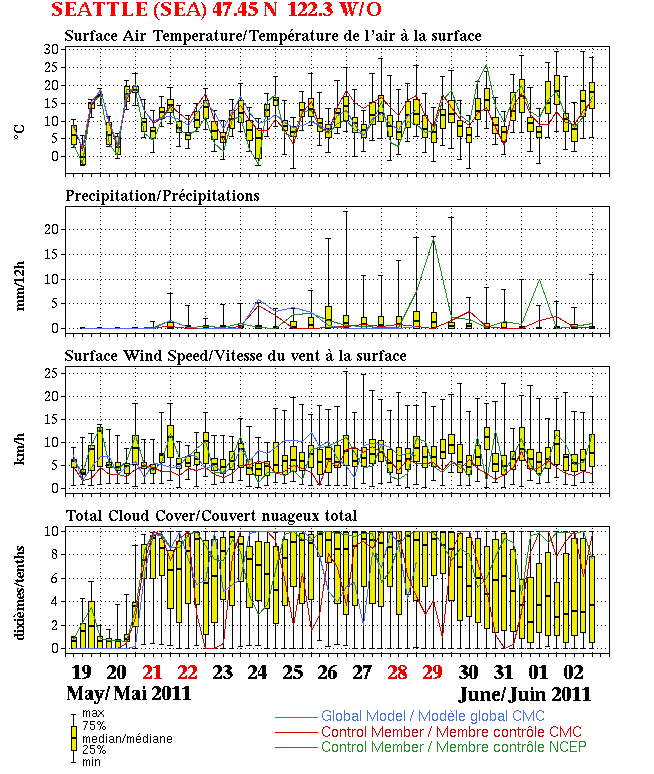 SEATTLE (SEA) 47.45 N 122.3 W/O
Surface Air Temperature/Température de l'air à la surface
30
25
20
15
10
5
0
°C
Precipitation/Précipitations
20
15
10
5
0
mm/12h
Surface Wind Speed/Vitesse du vent à la surface
25
20
15
10
5
0
km/h
Total Cloud Cover/Couvert nuageux total
10
8
6
4
2
0
dixièmes/tenths
19 20 21 22 23 24 25 26 27 28 29 30 31 01 02
May/ Mai 2011 June/ Juin 2011
max
75%
median/médiane
25%
min
Global Model / Modèle global CMC
Control Member / Membre contrôle CMC
Control Member / Membre contrôle NCEP